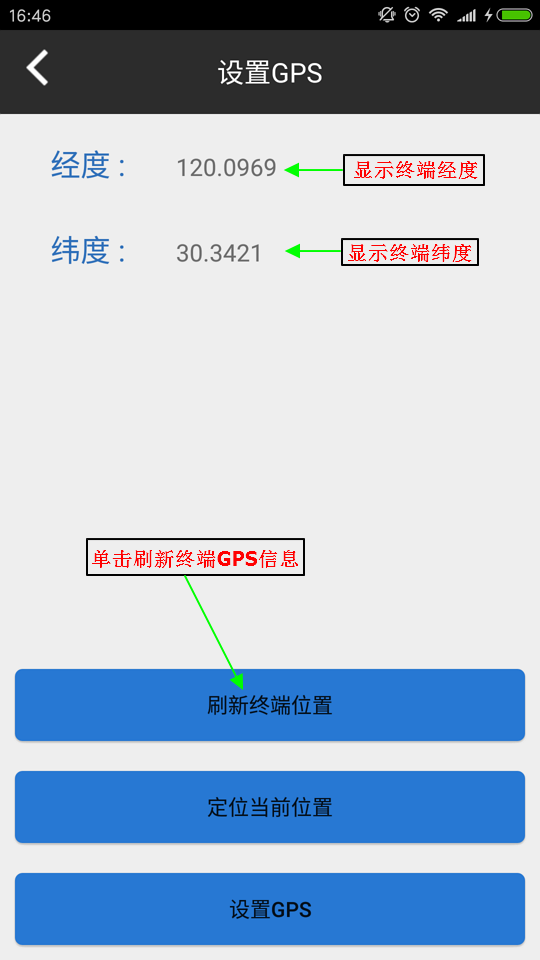 16:46
设置GPS
经度： 120.0969 显示终端经度
纬度： 30.3421 显示终端纬度
单击刷新终端GPS信息
刷新终端位置
定位当前位置
设置GPS